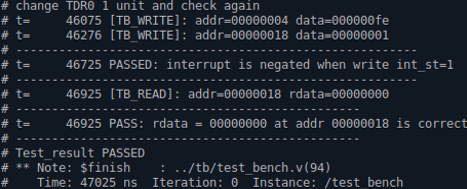 # change TDR0 1 unit and check again
# t=      46075 [TB_WRITE]: addr=00000004 data=000000fe
# t=      46276 [TB_WRITE]: addr=00000018 data=00000001
# ---------------------------------------------------
# t=      46725 PASSED: interrupt is negated when write int_st=1
# ---------------------------------------------------
# t=      46925 [TB_READ]: addr=00000018 rdata=00000000
# -------------------------------------------
# t=      46925 PASS: rdata = 00000000 at addr 00000018 is correct
# -------------------------------------------
# Test_result PASSED
# ** Note: $finish    : ../tb/test_bench.v(94)
#    Time: 47025 ns  Iteration: 0  Instance: /test_bench